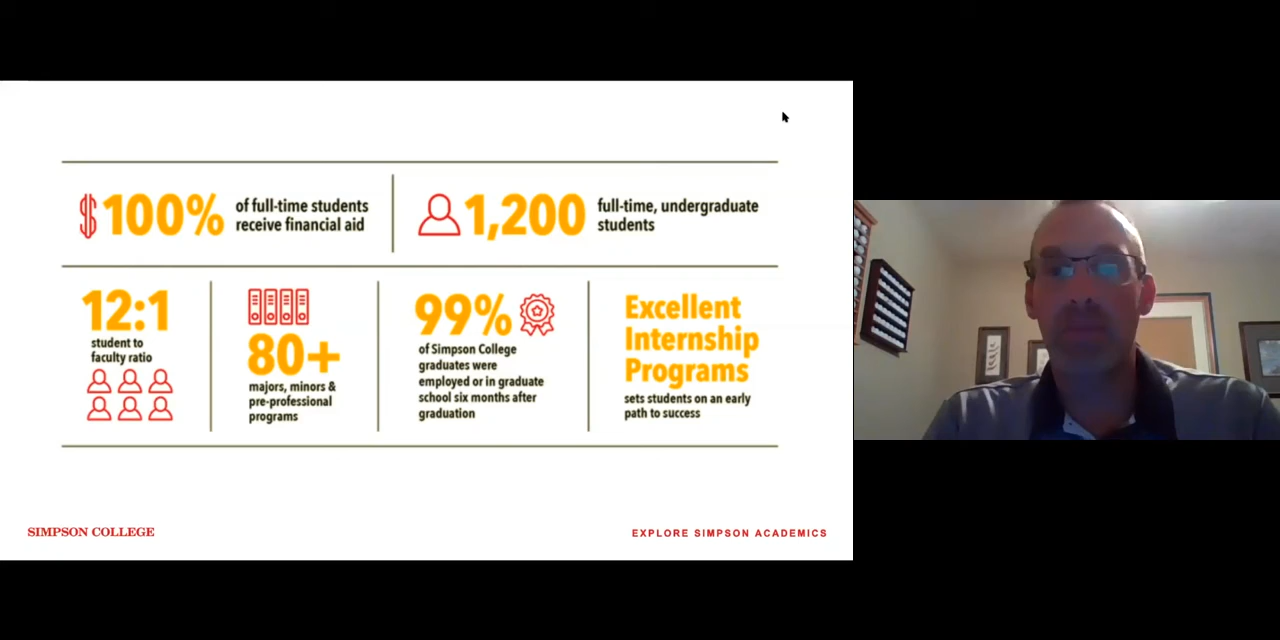 $100% of full-time students
receive financial aid
1,200 full-time, undergraduate
students
12:1
student to
faculty ratio
80+
majors, minors &
pre-professional
programs
99%
of Simpson College
graduates were
employed or in graduate
school six months after
graduation
Excellent
Internship
Programs
sets students on an early
path to success
SIMPSON COLLEGE
EXPLORE SIMPSON ACADEMICS